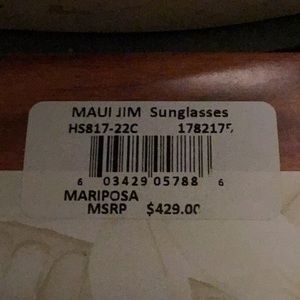 MAUI JIM Sunglasses
HS817-22C 1782175
6 03429 05788 6
MARIPOSA
MSRP $429.00